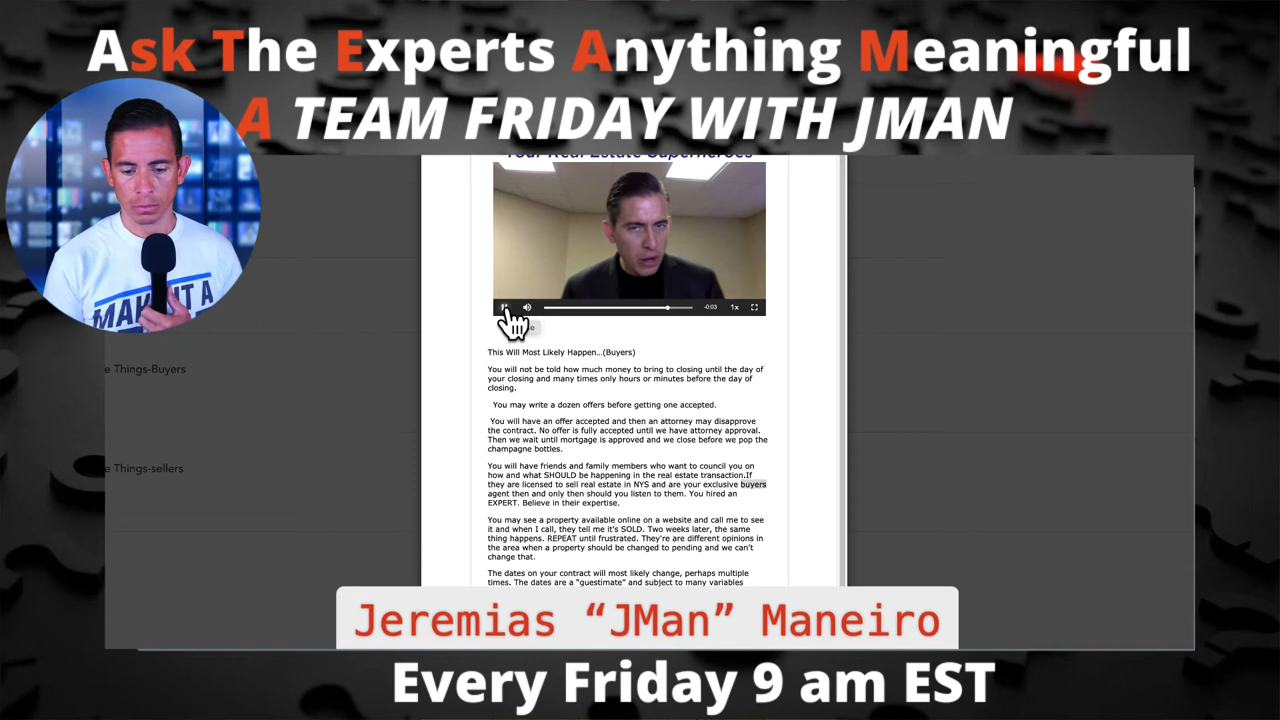 Ask The Experts Anything Meaningful
A TEAM FRIDAY WITH JMAN
Your Real Estate Superheroes
MAKE IT A
-0:03
1x
This Will Most Likely Happen...(Buyers)
You will not be told how much money to bring to closing until the day of
your closing and many times only hours or minutes before the day of
closing.
You may write a dozen offers before getting one accepted.
You will have an offer accepted and then an attorney may disapprove
the contract. No offer is fully accepted until we have attorney approval.
Then we wait until mortgage is approved and we close before we pop the
champagne bottles.
You will have friends and family members who want to council you on
how and what SHOULD be happening in the real estate transaction.If
they are licensed to sell real estate in NYS and are your exclusive buyers
agent then and only then should you listen to them. You hired an
EXPERT. Believe in their expertise.
You may see a property available online on a website and call me to see
it and when I call, they tell me it's SOLD. Two weeks later, the same
thing happens. REPEAT until frustrated. They're are different opinions in
the area when a property should be changed to pending and we can't
change that.
The dates on your contract will most likely change, perhaps multiple
times. The dates are a "guestimate" and subject to many variables
e Things-Buyers
e Things-sellers
Jeremias “JMan” Maneiro
Every Friday 9 am EST